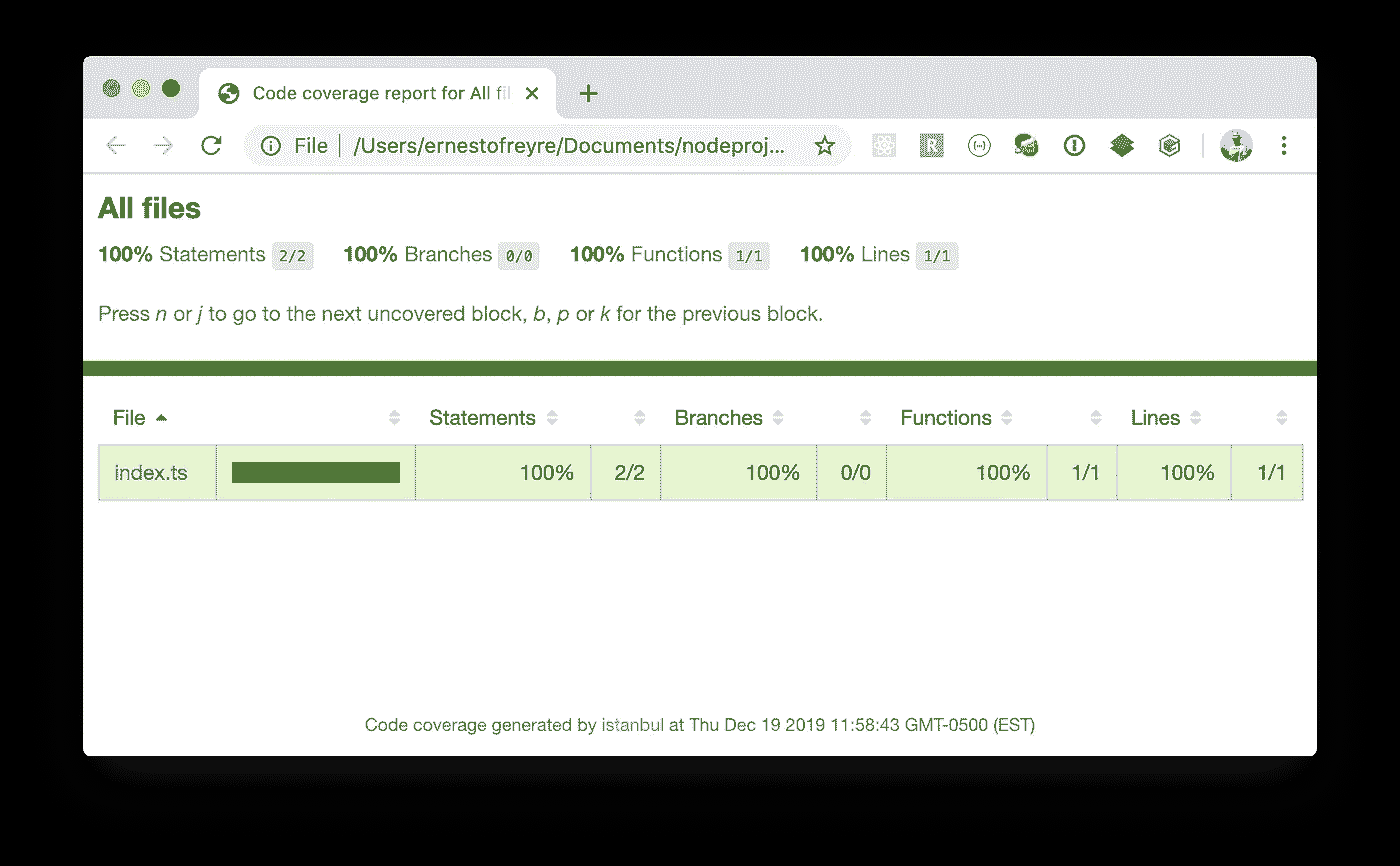 Code coverage report for All fil
File /Users/ernestofreyre/Documents/nodeproj...
All files
100% Statements 2/2 100% Branches 0/0 100% Functions 1/1 100% Lines 1/1
Press n or j to go to the next uncovered block, b, p or k for the previous block.
File Statements Branches Functions Lines
index.ts 100% 2/2 100% 0/0 100% 1/1 100% 1/1
Code coverage generated by istanbul at Thu Dec 19 2019 11:58:43 GMT-0500 (EST)